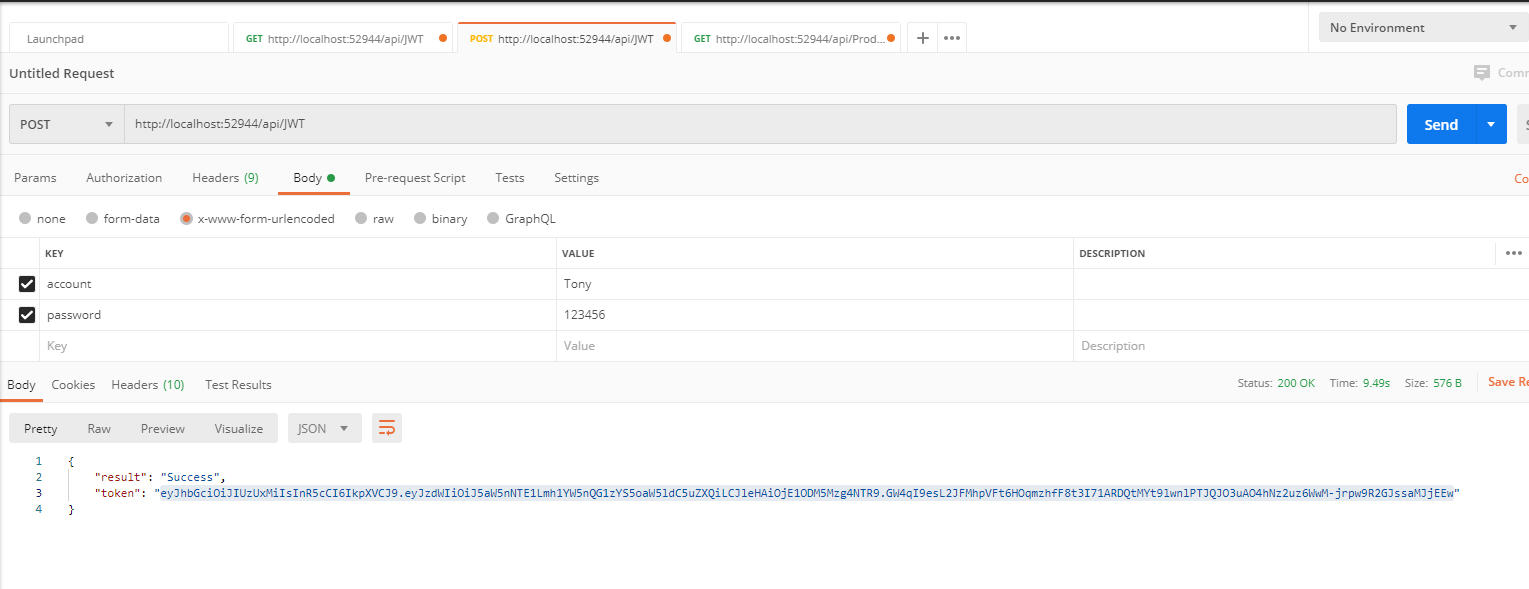 Launchpad
GET http://localhost:52944/api/JWT
POST http://localhost:52944/api/JWT
GET http://localhost:52944/api/Prod...
No Environment
Untitled Request
POST
http://localhost:52944/api/JWT
Send
Params Authorization Headers (9) Body Pre-request Script Tests Settings
none form-data x-www-form-urlencoded raw binary GraphQL
KEY VALUE DESCRIPTION
account Tony
password 123456
Key Value Description
Body Cookies Headers (10) Test Results Status: 200 OK Time: 9.49s Size: 576 B Save
Pretty Raw Preview Visualize JSON
1 {
2 "result": "Success",
3 "token": "eyJhbGciOiJIUzUxMiIsInR5cCI6IkpXVCJ9.eyJzdWIiOiJ5aW5nNTE1Lmh1YW5nQG1zYS5oaW5ldC5uZXQiLCJleHAiOjE1ODM5Mzg4NTR9.GW4qI9esL2JFMhpVFt6HOqmzhfF8t3I71ARDQtMYt9lwnlPTJQJO3uAO4hNz2uz6WwM-jrpw9R2GJssaMJjEEw"
4 }